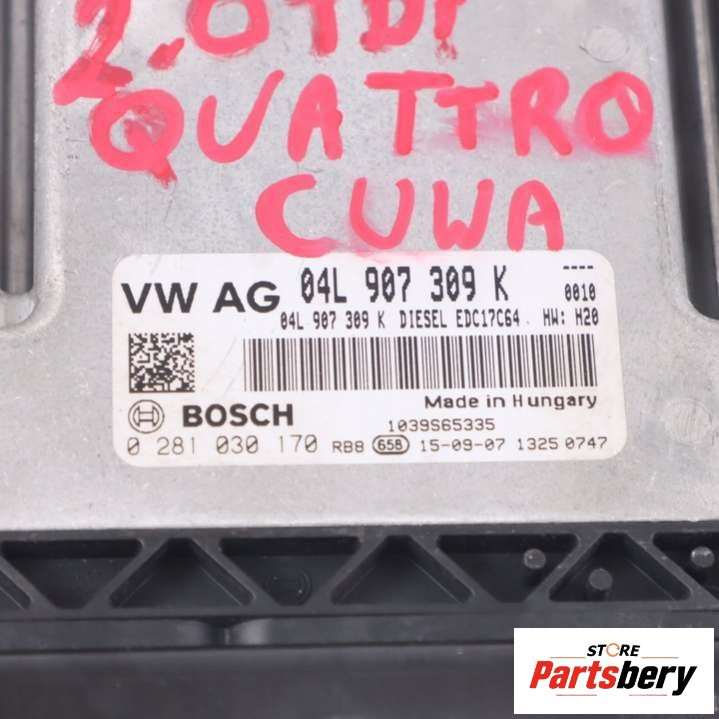 2.0TDI
QUATTRO
CUWA
VW AG 04L 907 309 K ----
0010
04L 907 309 K DIESEL EDC17C64 HW: H20
Made in Hungary
BOSCH 1039S65335
0 281 030 170 RB8 658 15-09-07 1325 0747
STORE
Partsbery